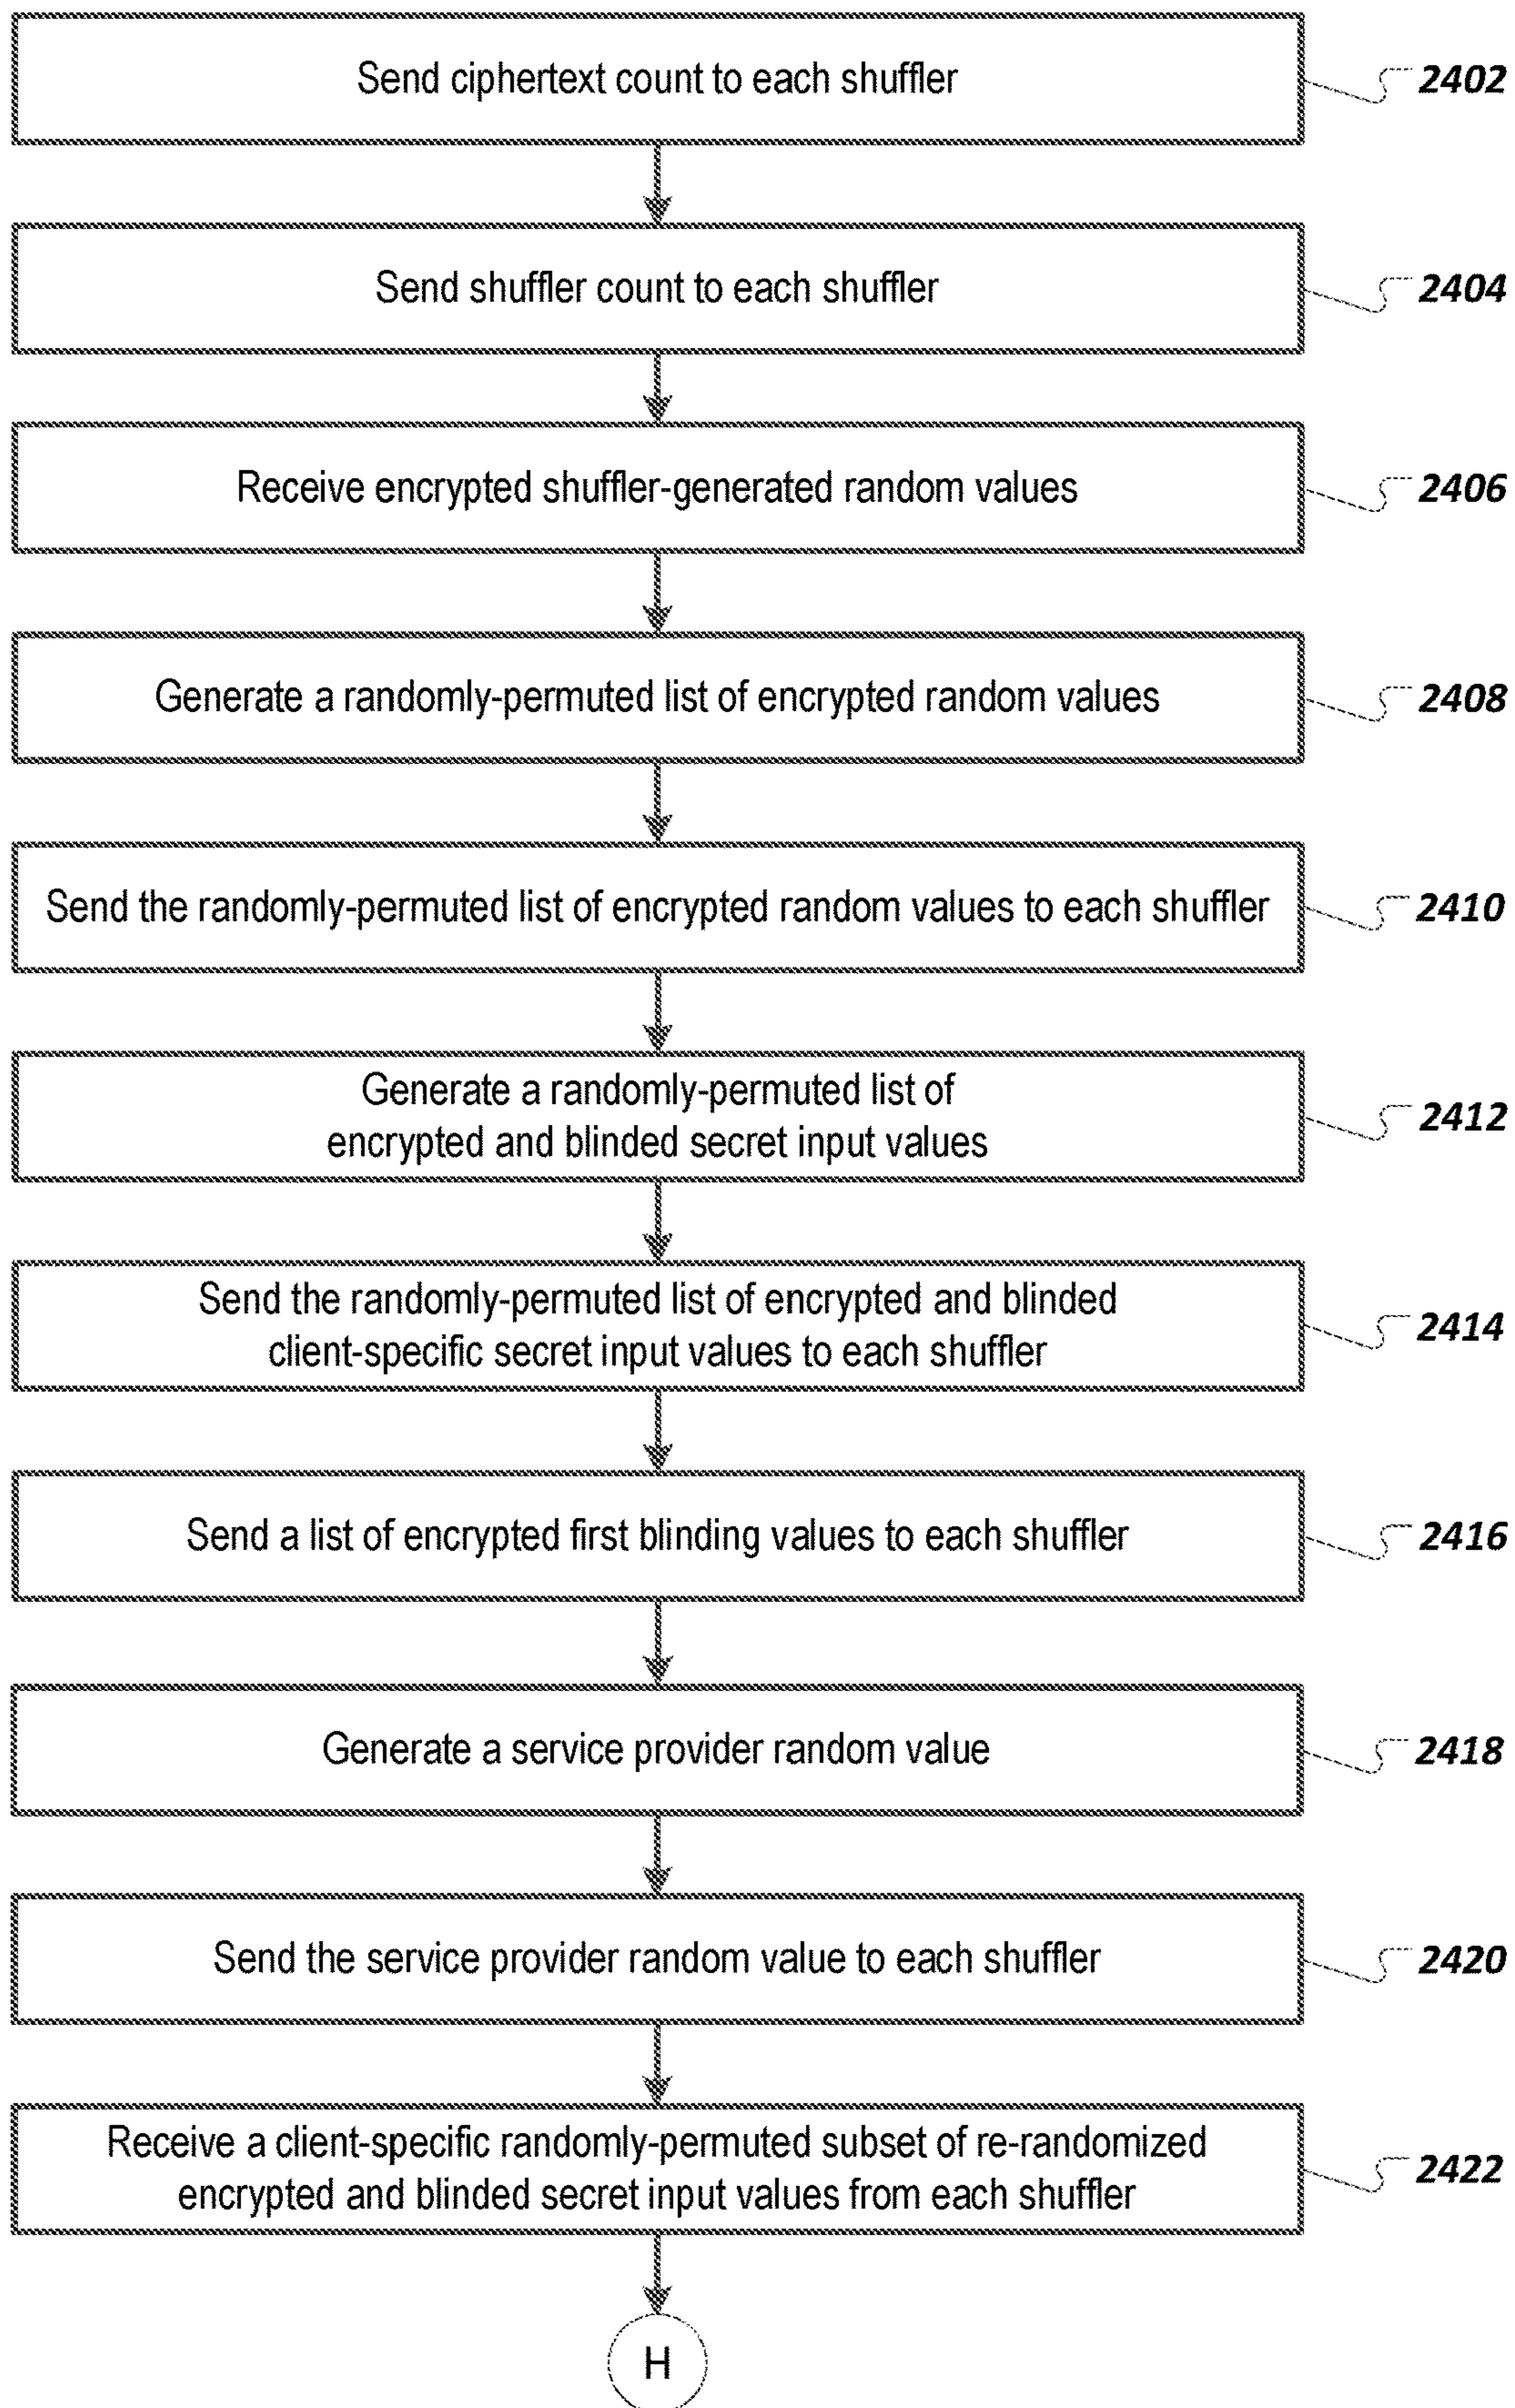 Send ciphertext count to each shuffler
2402
Send shuffler count to each shuffler
2404
Receive encrypted shuffler-generated random values
2406
Generate a randomly-permuted list of encrypted random values
2408
Send the randomly-permuted list of encrypted random values to each shuffler
2410
Generate a randomly-permuted list of
encrypted and blinded secret input values
2412
Send the randomly-permuted list of encrypted and blinded
client-specific secret input values to each shuffler
2414
Send a list of encrypted first blinding values to each shuffler
2416
Generate a service provider random value
2418
Send the service provider random value to each shuffler
2420
Receive a client-specific randomly-permuted subset of re-randomized
encrypted and blinded secret input values from each shuffler
2422
H